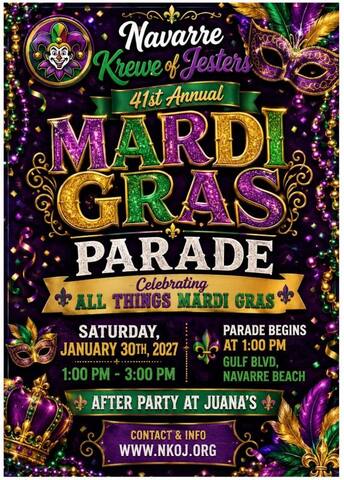 Navarre
Krewe of Jesters
41st Annual
MARDI
GRAS
PARADE
Celebrating
ALL THINGS MARDI GRAS
SATURDAY,
JANUARY 30TH, 2027
1:00 PM - 3:00 PM
PARADE BEGINS
AT 1:00 PM
GULF BLVD,
NAVARRE BEACH
AFTER PARTY AT JUANA'S
CONTACT & INFO
WWW.NKOJ.ORG